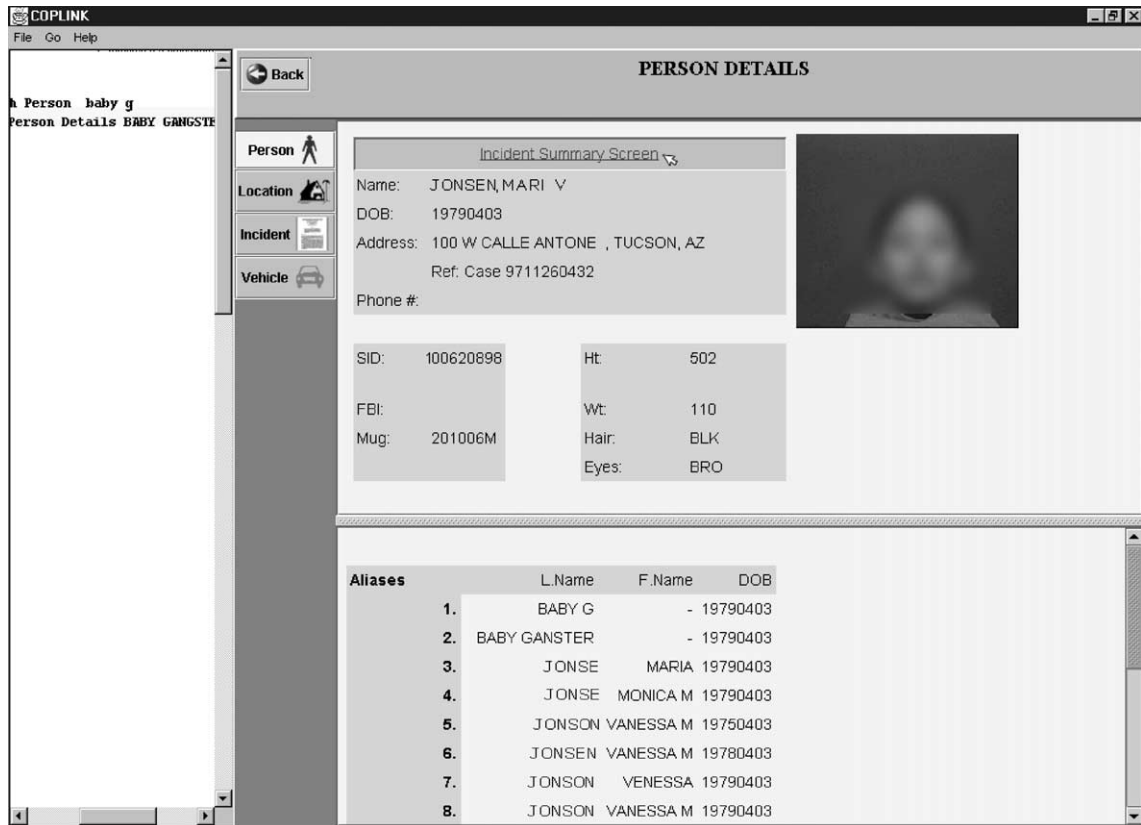 COPLINK
File Go Help
h Person baby g
Person Details BABY GANGSTE
Back
PERSON DETAILS
Person
Location
Incident
Vehicle
Incident Summary Screen
Name: JONSEN, MARI V
DOB: 19790403
Address: 100 W CALLE ANTONE , TUCSON, AZ
Ref: Case 9711260432
Phone #:
SID: 100620898
FBI:
Mug: 201006M
Ht: 502
Wt: 110
Hair: BLK
Eyes: BRO
Aliases L.Name F.Name DOB
1. BABY G - 19790403
2. BABY GANSTER - 19790403
3. JONSE MARIA 19790403
4. JONSE MONICA M 19790403
5. JONSON VANESSA M 19750403
6. JONSEN VANESSA M 19780403
7. JONSON VENESSA 19790403
8. JONSON VANESSA M 19790403